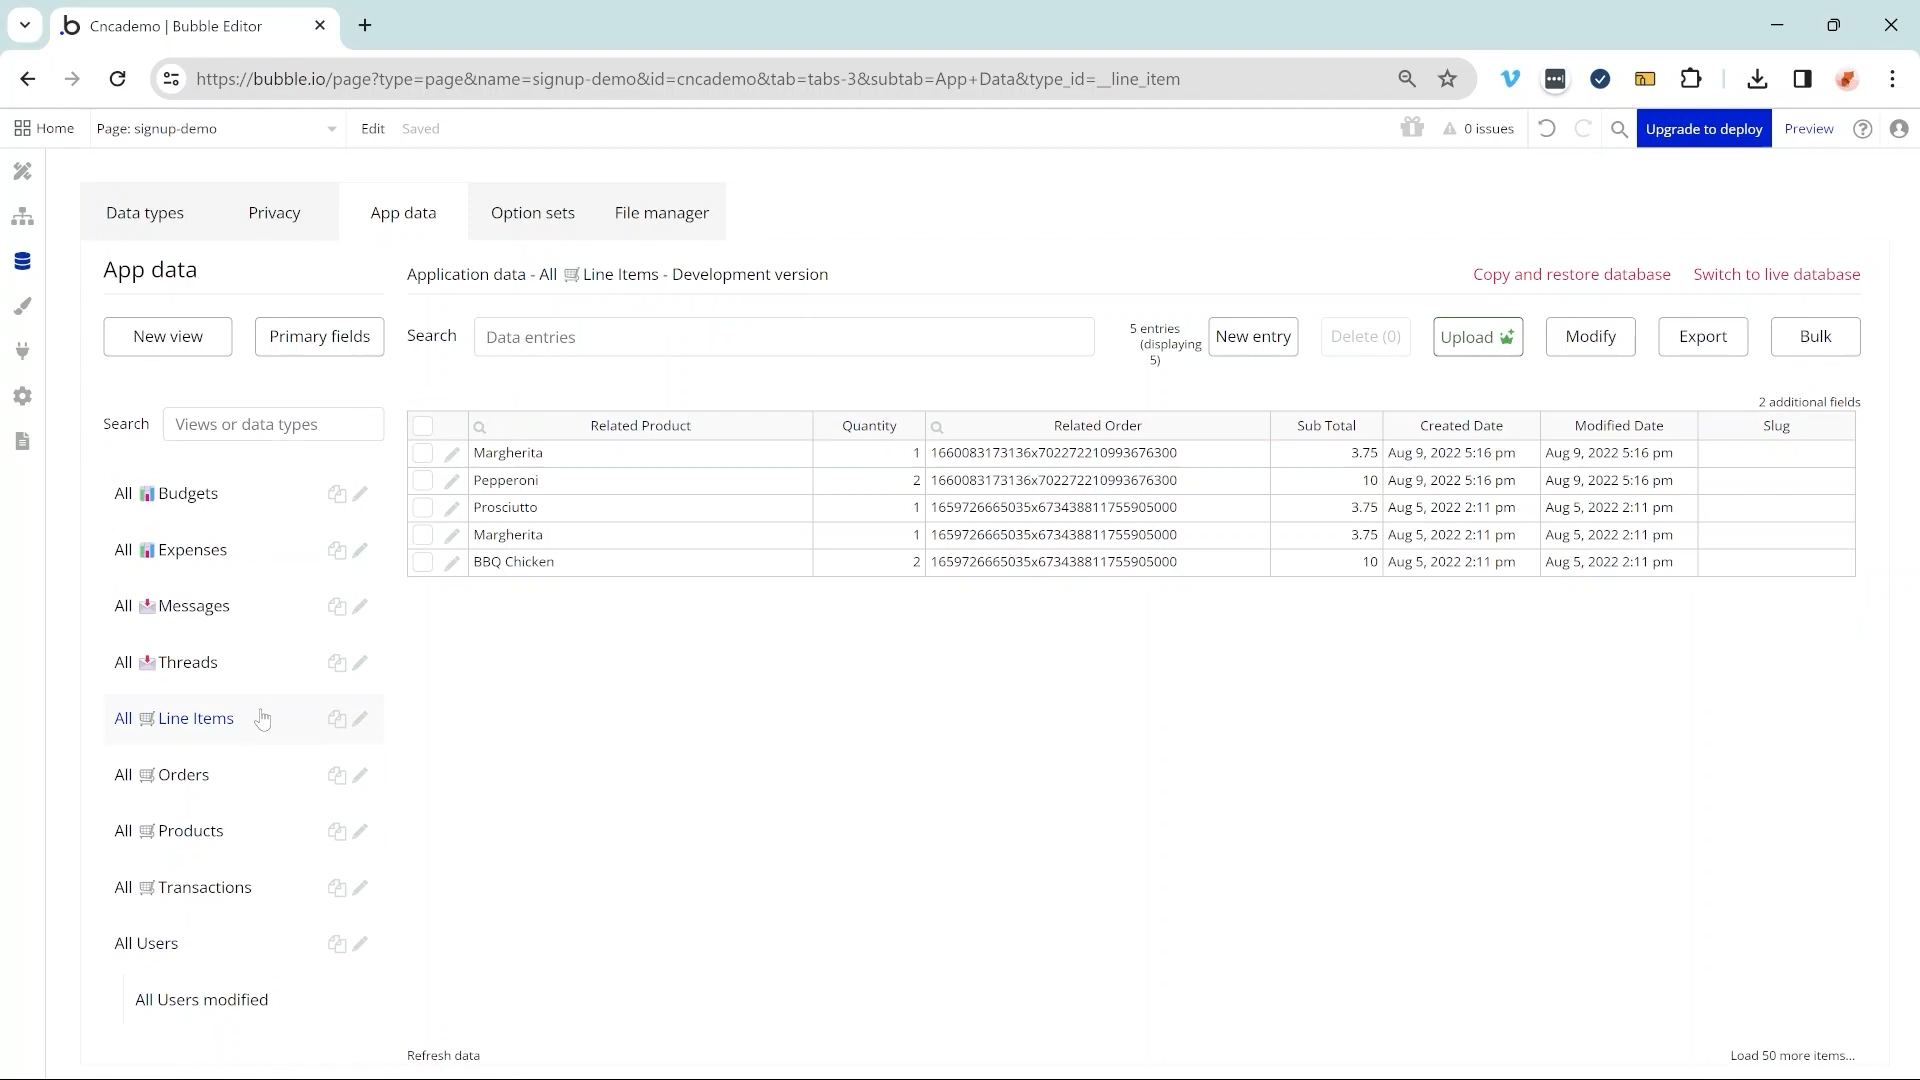 Cncademo | Bubble Editor
https://bubble.io/page?type=page&name=signup-demo&id=cncademo&tab=tabs-3&subtab=App+Data&type_id=__line_item
Home
Page: signup-demo
Edit
Saved
0 issues
Upgrade to deploy
Preview
Data types
Privacy
App data
Option sets
File manager
App data
Application data - All 🛒Line Items - Development version
Copy and restore database
Switch to live database
New view
Primary fields
Search
Data entries
5 entries
(displaying
5)
New entry
Delete (0)
Upload
Modify
Export
Bulk
2 additional fields
Search
Views or data types
Related Product Quantity Related Order Sub Total Created Date Modified Date Slug
Margherita 1 1660083173136x702272210993676300 3.75 Aug 9, 2022 5:16 pm Aug 9, 2022 5:16 pm
Pepperoni 2 1660083173136x702272210993676300 10 Aug 9, 2022 5:16 pm Aug 9, 2022 5:16 pm
Prosciutto 1 1659726665035x673438811755905000 3.75 Aug 5, 2022 2:11 pm Aug 5, 2022 2:11 pm
Margherita 1 1659726665035x673438811755905000 3.75 Aug 5, 2022 2:11 pm Aug 5, 2022 2:11 pm
BBQ Chicken 2 1659726665035x673438811755905000 10 Aug 5, 2022 2:11 pm Aug 5, 2022 2:11 pm
All 📊Budgets
All 📊Expenses
All 📩Messages
All 📩Threads
All 🛒Line Items
All 🛒Orders
All 🛒Products
All 🛒Transactions
All Users
All Users modified
Refresh data
Load 50 more items...